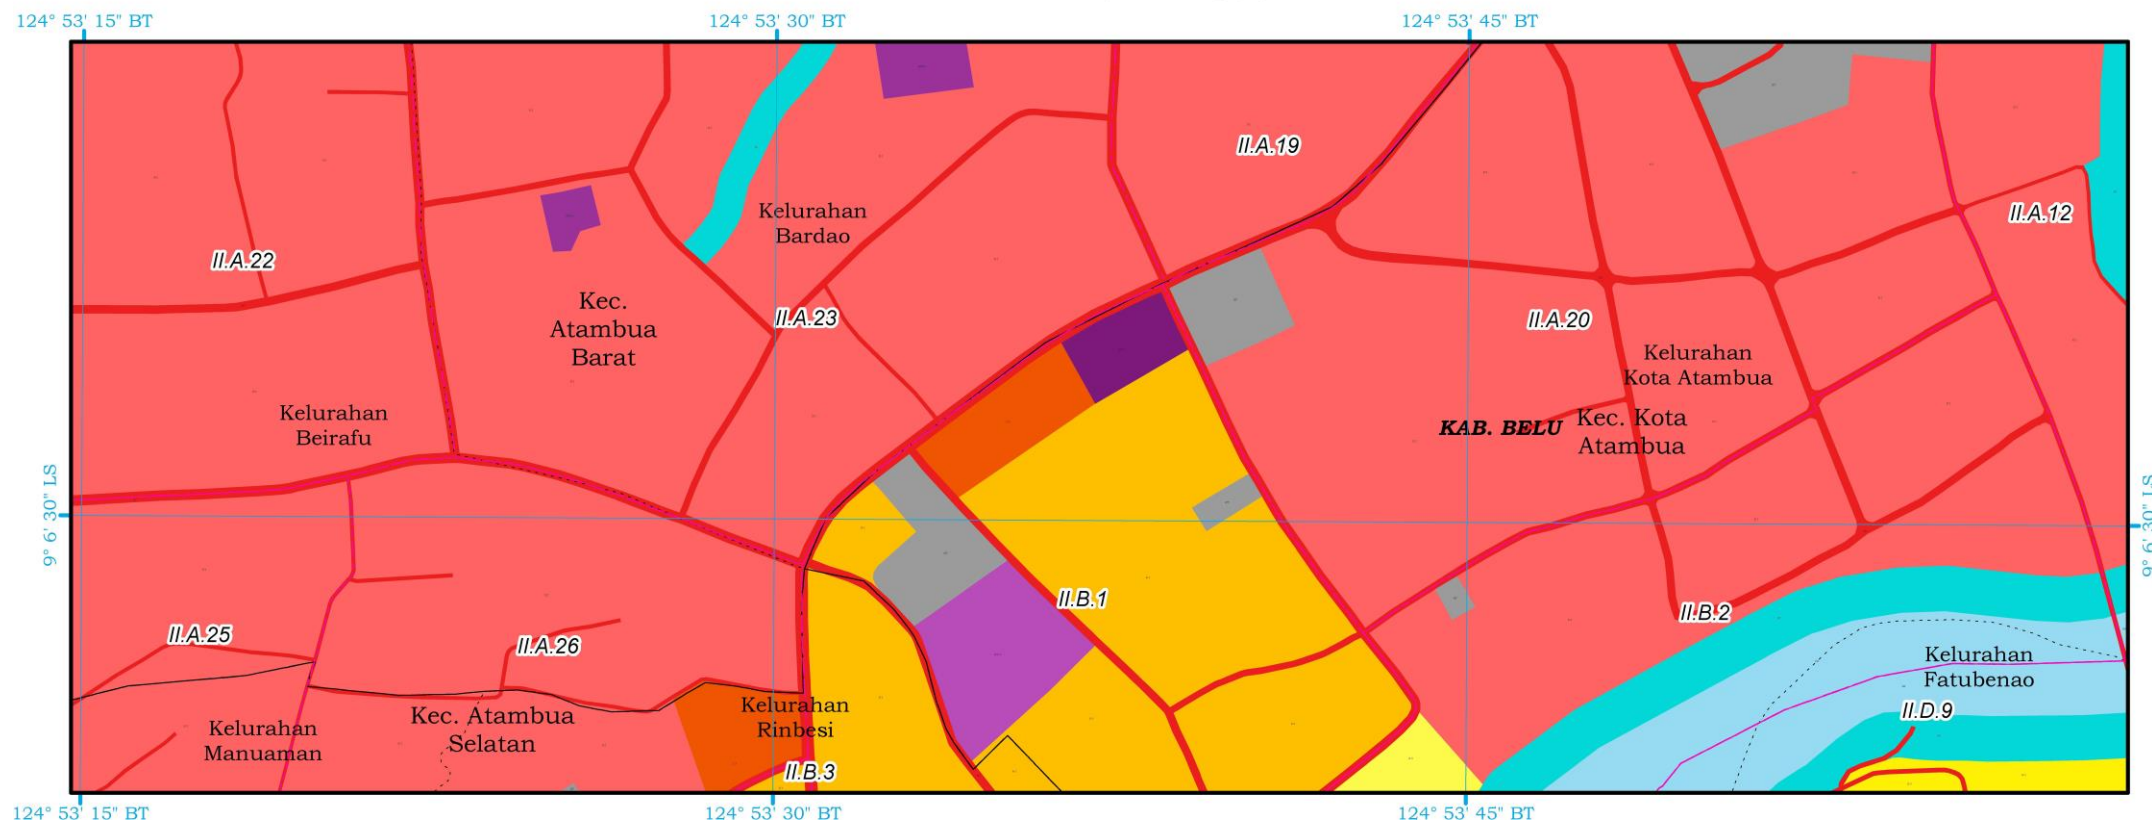 124° 53' 15" BT
124° 53' 30" BT
124° 53' 45" BT
II.A.19
Kelurahan
Bardao
II.A.12
II.A.22
Kec.
Atambua
Barat
II.A.23
II.A.20
Kelurahan
Kota Atambua
Kelurahan
Beirafu
KAB. BELU
Kec. Kota
Atambua
9° 6' 30" LS
9° 6' 30" LS
II.B.1
II.B.2
II.A.25
II.A.26
Kelurahan
Fatubenao
II.D.9
Kelurahan
Manuaman
Kec. Atambua
Selatan
Kelurahan
Rinbesi
II.B.3
124° 53' 15" BT
124° 53' 30" BT
124° 53' 45" BT